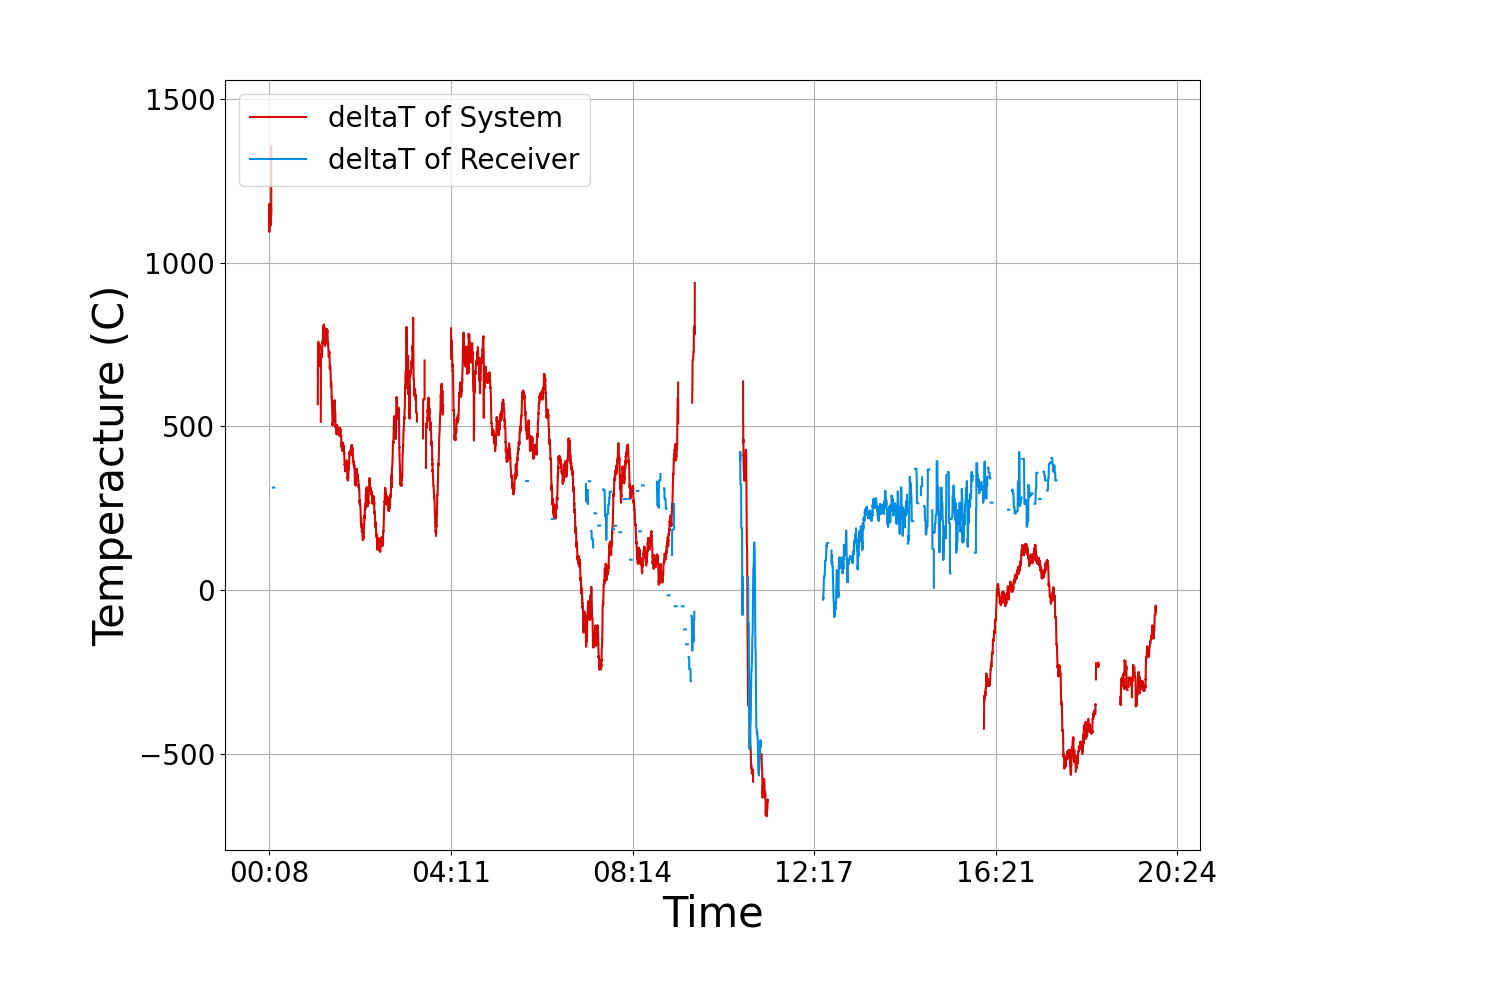 deltaT of System
deltaT of Receiver
1500
1000
500
0
−500
Temperacture (C)
00:08 04:11 08:14 12:17 16:21 20:24
Time